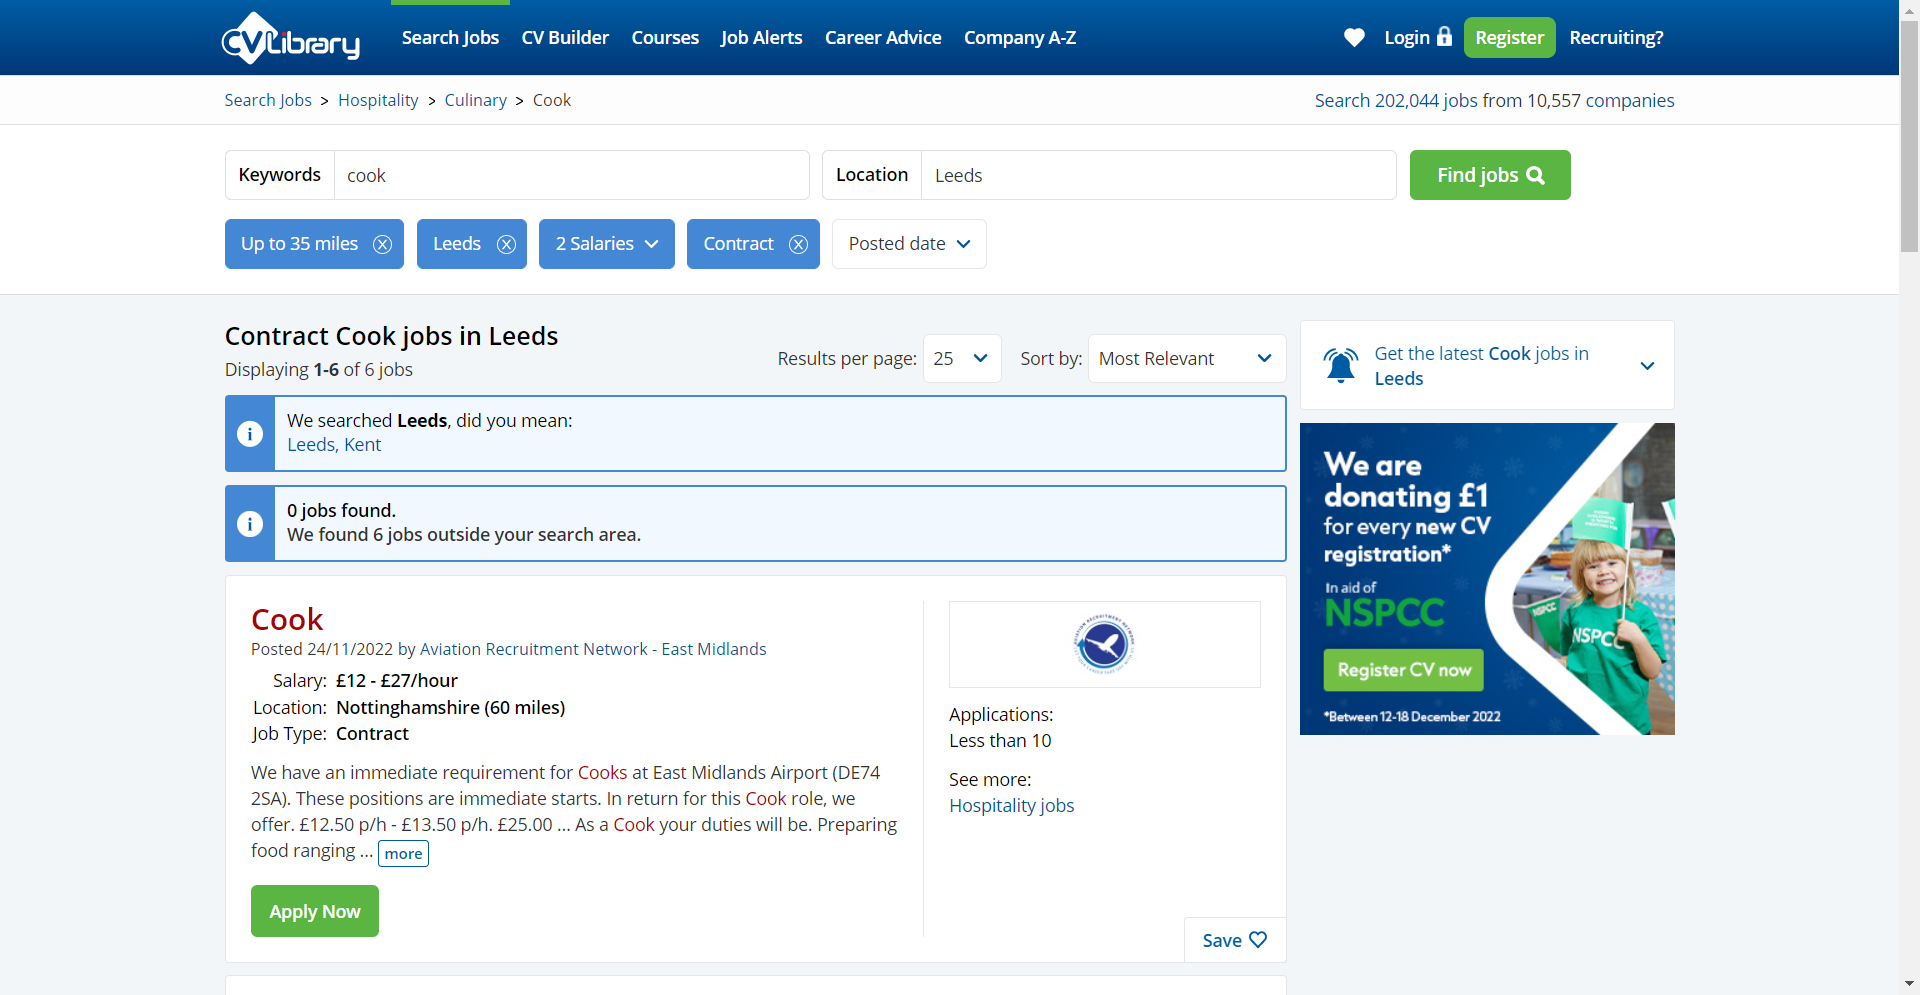 CVLibrary
Search Jobs
CV Builder
Courses
Job Alerts
Career Advice
Company A-Z
Login
Register
Recruiting?
Search Jobs > Hospitality > Culinary > Cook
Search 202,044 jobs from 10,557 companies
Keywords
cook
Location
Leeds
Find jobs
Up to 35 miles
Leeds
2 Salaries
Contract
Posted date
Contract Cook jobs in Leeds
Displaying 1-6 of 6 jobs
Results per page:
25
Sort by:
Most Relevant
We searched Leeds, did you mean:
Leeds, Kent
0 jobs found.
We found 6 jobs outside your search area.
Cook
Posted 24/11/2022 by Aviation Recruitment Network - East Midlands
Salary: £12 - £27/hour
Location: Nottinghamshire (60 miles)
Job Type: Contract
We have an immediate requirement for Cooks at East Midlands Airport (DE74
2SA). These positions are immediate starts. In return for this Cook role, we
offer. £12.50 p/h - £13.50 p/h. £25.00 ... As a Cook your duties will be. Preparing
food ranging ... more
Apply Now
Applications:
Less than 10
See more:
Hospitality jobs
Save
Get the latest Cook jobs in
Leeds
We are
donating £1
for every new CV
registration*
In aid of
NSPCC
Register CV now
*Between 12-18 December 2022
NSPCC
NSPCC